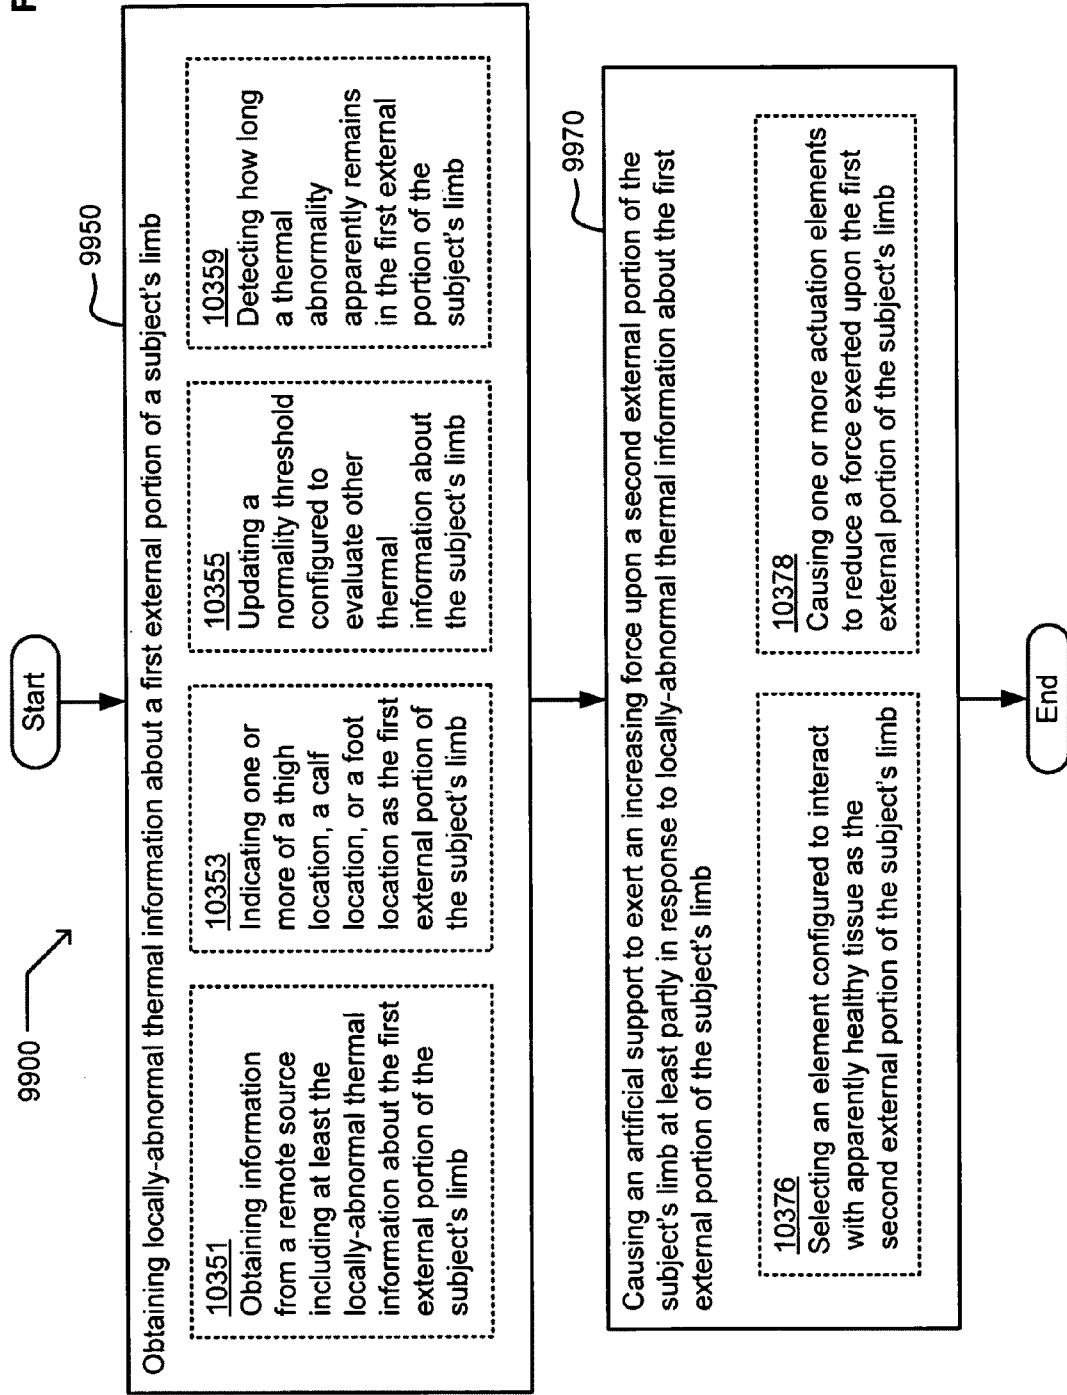 F
9900
Start
9950
Obtaining locally-abnormal thermal information about a first external portion of a subject's limb
10351
Obtaining information
from a remote source
including at least the
locally-abnormal thermal
information about the first
external portion of the
subject's limb
10353
Indicating one or
more of a thigh
location, a calf
location, or a foot
location as the first
external portion of
the subject's limb
10355
Updating a
normality threshold
configured to
evaluate other
thermal
information about
the subject's limb
10359
Detecting how long
a thermal
abnormality
apparently remains
in the first external
portion of the
subject's limb
9970
Causing an artificial support to exert an increasing force upon a second external portion of the
subject's limb at least partly in response to locally-abnormal thermal information about the first
external portion of the subject's limb
10376
Selecting an element configured to interact
with apparently healthy tissue as the
second external portion of the subject's limb
10378
Causing one or more actuation elements
to reduce a force exerted upon the first
external portion of the subject's limb
End